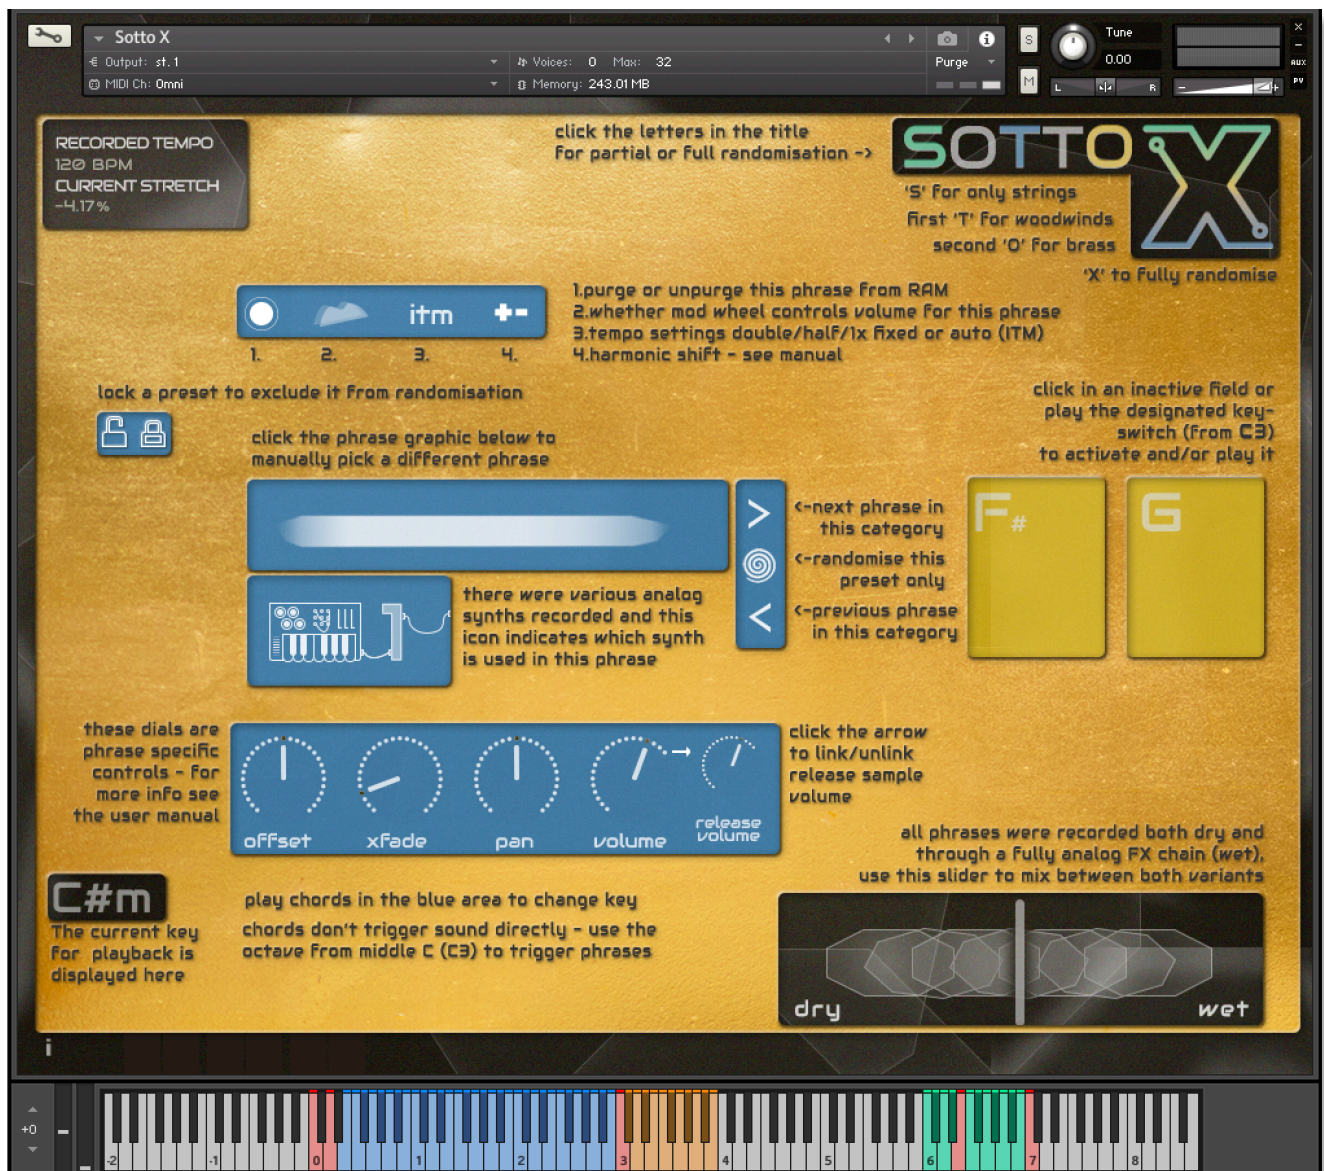 Sotto X
Output: st.1
Voices: 0 Max: 32
Purge
MIDI Ch: Omni
Memory: 243.01 MB
S
M
Tune
0.00
L R
- +
×
-
AUX
PV
RECORDED TEMPO
120 BPM
CURRENT STRETCH
-4.17%
click the letters in the title
for partial or full randomisation ->
SOTTO X
'S' for only strings
first 'T' for woodwinds
second 'O' for brass
'X' to fully randomise
itm
1. 2. 3. 4.
1.purge or unpurge this phrase from RAM
2.whether mod wheel controls volume for this phrase
3.tempo settings double/half/1x fixed or auto (ITM)
4.harmonic shift - see manual
lock a preset to exclude it from randomisation
click the phrase graphic below to
manually pick a different phrase
click in an inactive field or
play the designated key-
switch (from C3)
to activate and/or play it
>
<
<-next phrase in
this category
<-randomise this
preset only
<-previous phrase
in this category
F#
G
there were various analog
synths recorded and this
icon indicates which synth
is used in this phrase
these dials are
phrase specific
controls - for
more info see
the user manual
offset
xfade
pan
volume
release
volume
click the arrow
to link/unlink
release sample
volume
all phrases were recorded both dry and
through a fully analog FX chain (wet),
use this slider to mix between both variants
C#m
The current key
for playback is
displayed here
play chords in the blue area to change key
chords don't trigger sound directly - use the
octave from middle C (C3) to trigger phrases
dry
wet
i
+0
-2 -1 0 1 2 3 4 5 6 7 8